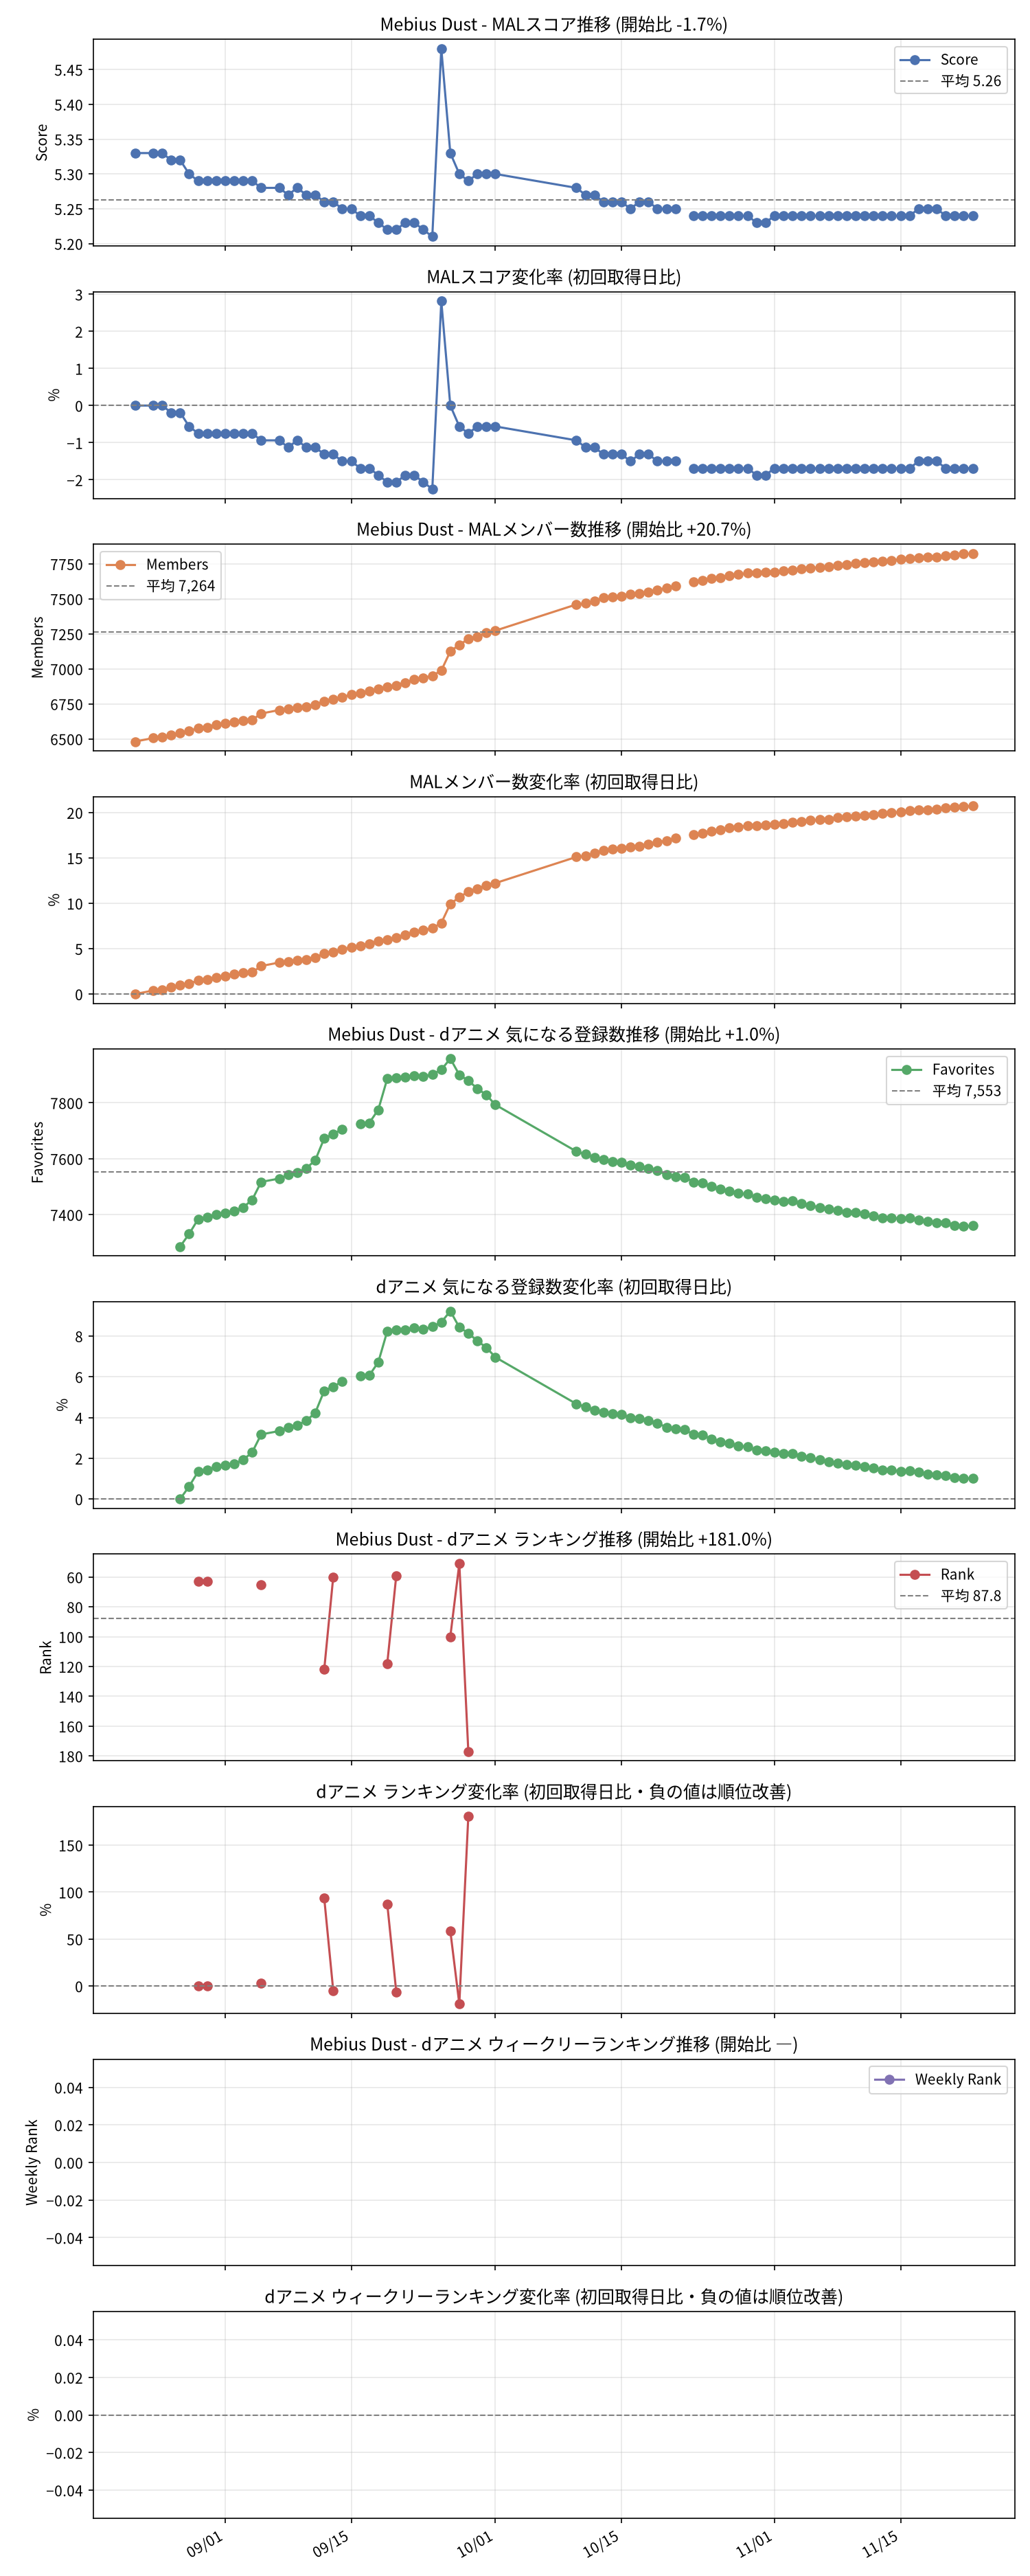 Mebius Dust - MALスコア推移 (開始比 -1.7%)
Score
5.45
5.40
5.35
5.30
5.25
5.20
Score
平均 5.26
MALスコア変化率 (初回取得日比)
%
3
2
1
0
−1
−2
Mebius Dust - MALメンバー数推移 (開始比 +20.7%)
Members
7750
7500
7250
7000
6750
6500
Members
平均 7,264
MALメンバー数変化率 (初回取得日比)
%
20
15
10
5
0
Mebius Dust - dアニメ 気になる登録数推移 (開始比 +1.0%)
Favorites
7800
7600
7400
Favorites
平均 7,553
dアニメ 気になる登録数変化率 (初回取得日比)
%
8
6
4
2
0
Mebius Dust - dアニメ ランキング推移 (開始比 +181.0%)
Rank
60
80
100
120
140
160
180
Rank
平均 87.8
dアニメ ランキング変化率 (初回取得日比・負の値は順位改善)
%
150
100
50
0
Mebius Dust - dアニメ ウィークリーランキング推移 (開始比 —)
Weekly Rank
0.04
0.02
0.00
−0.02
−0.04
Weekly Rank
dアニメ ウィークリーランキング変化率 (初回取得日比・負の値は順位改善)
%
0.04
0.02
0.00
−0.02
−0.04
09/01
09/15
10/01
10/15
11/01
11/15